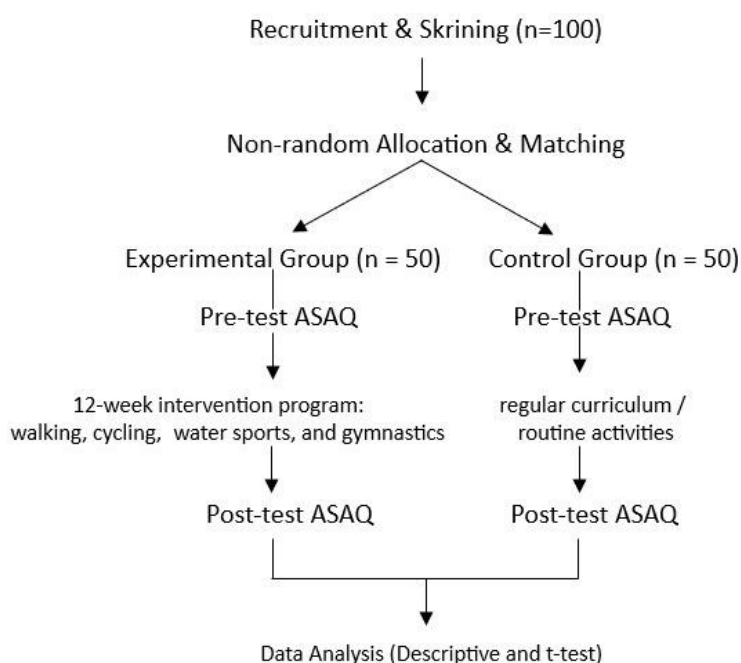 Recruitment & Skrining (n=100)
Non-random Allocation & Matching
Experimental Group (n = 50)
Control Group (n = 50)
Pre-test ASAQ
Pre-test ASAQ
12-week intervention program:
walking, cycling, water sports, and gymnastics
regular curriculum /
routine activities
Post-test ASAQ
Post-test ASAQ
Data Analysis (Descriptive and t-test)